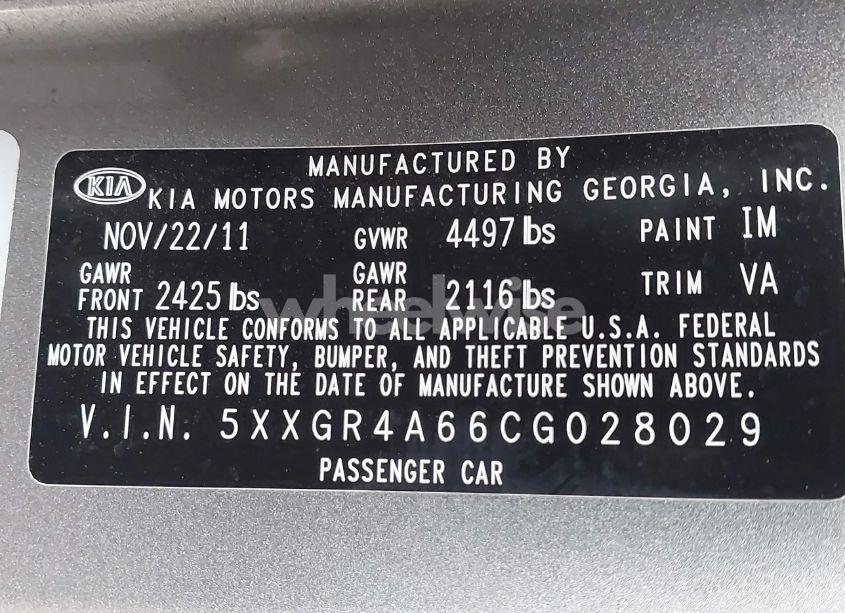 MANUFACTURED BY
KIA KIA MOTORS MANUFACTURING GEORGIA, INC.
NOV/22/11 GVWR 4497 lbs PAINT IM
GAWR FRONT 2425 lbs GAWR REAR 2116 lbs TRIM VA
wheelwise
THIS VEHICLE CONFORMS TO ALL APPLICABLE U.S.A. FEDERAL
MOTOR VEHICLE SAFETY, BUMPER, AND THEFT PREVENTION STANDARDS
IN EFFECT ON THE DATE OF MANUFACTURE SHOWN ABOVE.
V.I.N. 5XXGR4A66CG028029
PASSENGER CAR